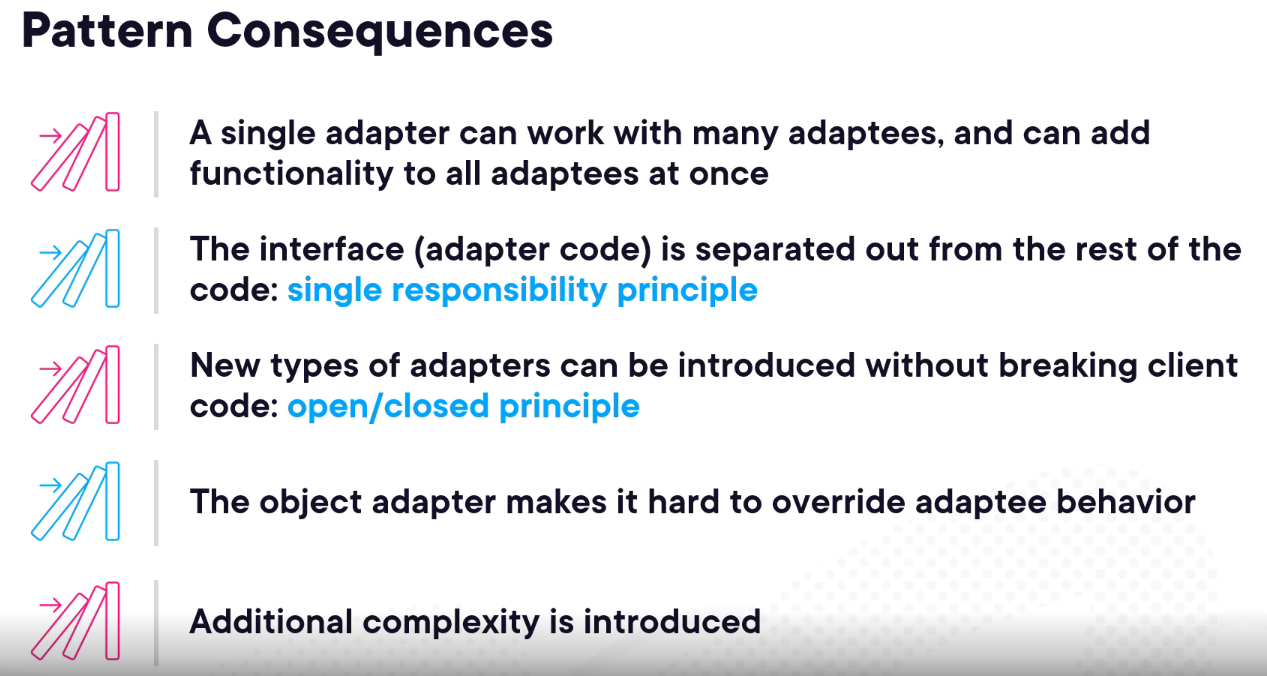 Pattern Consequences
A single adapter can work with many adaptees, and can add
functionality to all adaptees at once
The interface (adapter code) is separated out from the rest of the
code: single responsibility principle
New types of adapters can be introduced without breaking client
code: open/closed principle
The object adapter makes it hard to override adaptee behavior
Additional complexity is introduced